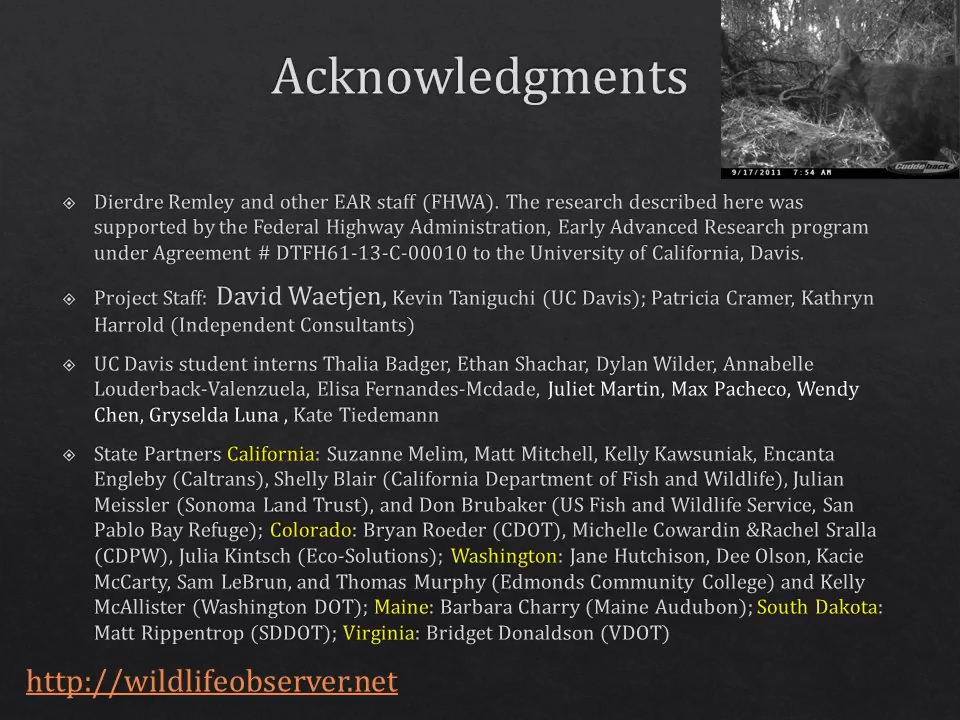 Acknowledgments
Cuddeback
9/17/2011 7:54 AM
Dierdre Remley and other EAR staff (FHWA). The research described here was
supported by the Federal Highway Administration, Early Advanced Research program
under Agreement # DTFH61-13-C-00010 to the University of California, Davis.
Project Staff: David Waetjen, Kevin Taniguchi (UC Davis); Patricia Cramer, Kathryn
Harrold (Independent Consultants)
UC Davis student interns Thalia Badger, Ethan Shachar, Dylan Wilder, Annabelle
Louderback-Valenzuela, Elisa Fernandes-Mcdade, Juliet Martin, Max Pacheco, Wendy
Chen, Gryselda Luna , Kate Tiedemann
State Partners California: Suzanne Melim, Matt Mitchell, Kelly Kawsuniak, Encanta
Engleby (Caltrans), Shelly Blair (California Department of Fish and Wildlife), Julian
Meissler (Sonoma Land Trust), and Don Brubaker (US Fish and Wildlife Service, San
Pablo Bay Refuge); Colorado: Bryan Roeder (CDOT), Michelle Cowardin &Rachel Sralla
(CDPW), Julia Kintsch (Eco-Solutions); Washington: Jane Hutchison, Dee Olson, Kacie
McCarty, Sam LeBrun, and Thomas Murphy (Edmonds Community College) and Kelly
McAllister (Washington DOT); Maine: Barbara Charry (Maine Audubon); South Dakota:
Matt Rippentrop (SDDOT); Virginia: Bridget Donaldson (VDOT)
http://wildlifeobserver.net